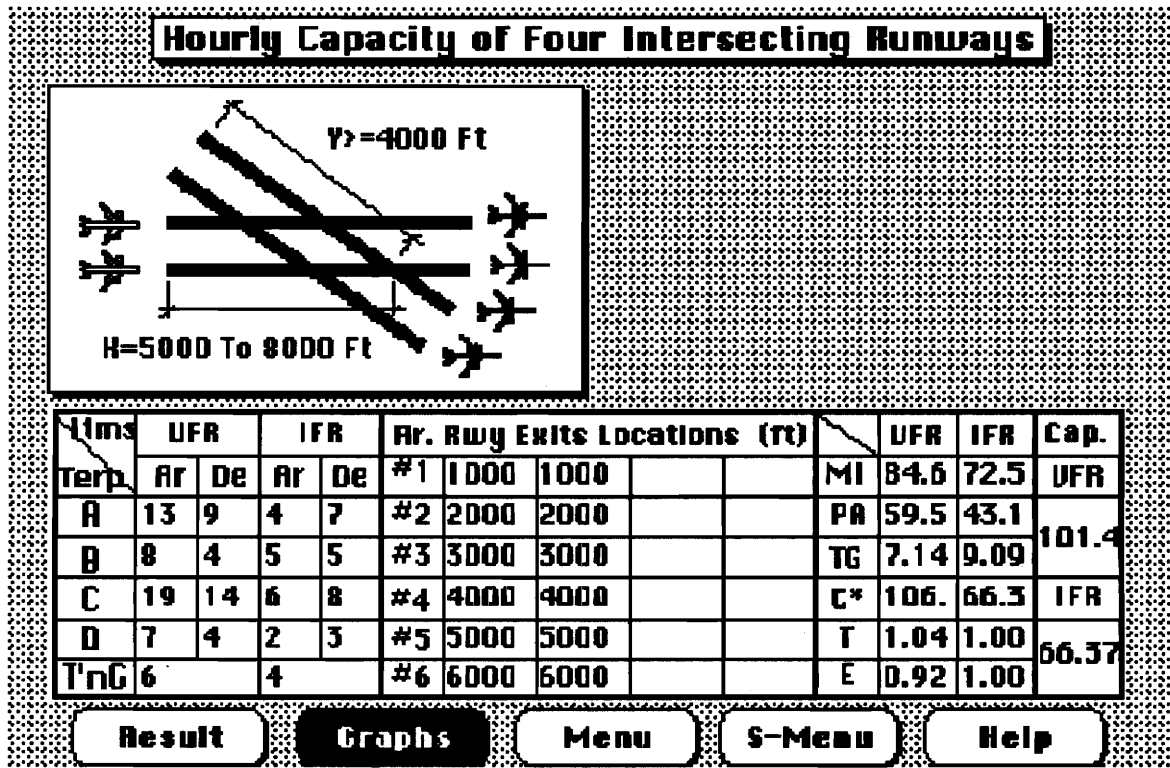 Hourly Capacity of Four Intersecting Runways
Y>=4000 Ft
X=5000 To 8000 Ft
VFR IFR Ar. Rwy Exits Locations (ft) VFR IFR Cap.
Ar De Ar De #1 1000 1000 MI 84.6 72.5 VFR
A 13 9 4 7 #2 2000 2000 PA 59.5 43.1 101.4
B 8 4 5 5 #3 3000 3000 TG 7.14 9.09
C 19 14 6 8 #4 4000 4000 C* 106. 66.3 IFR
D 7 4 2 3 #5 5000 5000 T 1.04 1.00 66.37
T'nG 6 4 #6 6000 6000 E 0.92 1.00
Result Graphs Menu S-Menu Help